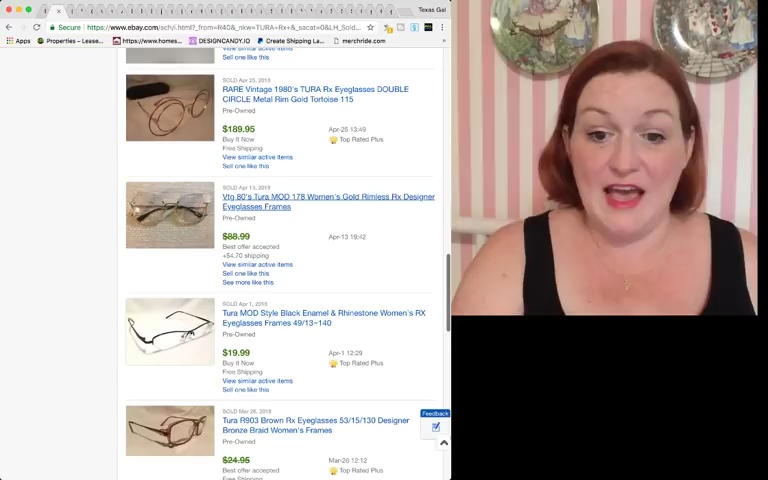 Texas Gal
Secure https://www.ebay.com/sch/i.html?_from=R40&_nkw=TURA+Rx+&_sacat=0&LH_Sold...
Apps Properties – Lease... https://www.homes... DESIGNCANDY.IO Create Shipping La... merchride.com
View similar active items
Sell one like this
SOLD Apr 25, 2018
RARE Vintage 1980's TURA Rx Eyeglasses DOUBLE
CIRCLE Metal Rim Gold Tortoise 115
Pre-Owned
$189.95 Apr-25 13:49
Buy It Now Top Rated Plus
Free Shipping
View similar active items
Sell one like this
SOLD Apr 13, 2018
Vtg 80's Tura MOD 178 Women's Gold Rimless Rx Designer
Eyeglasses Frames
Pre-Owned
$88.99 Apr-13 19:42
Best offer accepted
+$4.70 shipping
View similar active items
Sell one like this
See more like this
SOLD Apr 1, 2018
Tura MOD Style Black Enamel & Rhinestone Women's RX
Eyeglasses Frames 49/13~140
Pre-Owned
$19.99 Apr-1 12:29
Buy It Now Top Rated Plus
Free Shipping
View similar active items
Sell one like this
Feedback
SOLD Mar 26, 2018
Tura R903 Brown Rx Eyeglasses 53/15/130 Designer
Bronze Braid Women's Frames
Pre-Owned
$24.95 Mar-26 12:12
Best offer accepted Top Rated Plus
Free Shipping